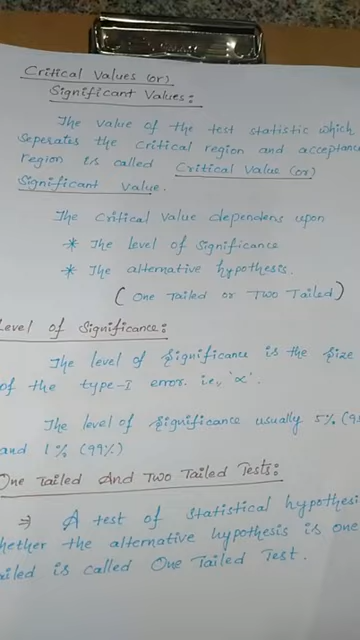 Critical Values (or)
Significant Values:
The value of the test statistic which
seperates the critical region and acceptance
region is called Critical Value (or)
Significant Value.
The critical value dependens upon
* The level of significance
* The alternative hypothesis.
(One Tailed or Two Tailed)
Level of Significance:
The level of significance is the size
of the type-I error. i.e., '∝'.
The level of significance usually 5% (95
and 1% (99%)
One Tailed And Two Tailed Tests:
⇒ A test of statistical hypothesi
whether the alternative hypothesis is one
tailed is called One Tailed Test.